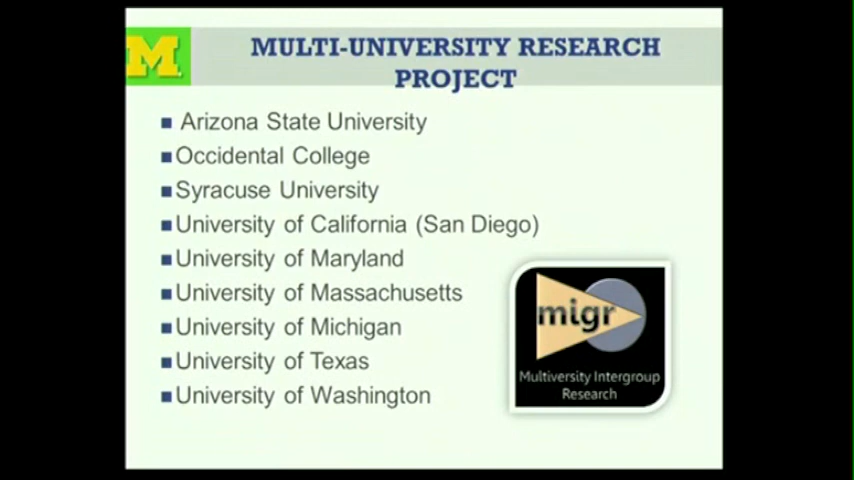 M
MULTI-UNIVERSITY RESEARCH
PROJECT
Arizona State University
Occidental College
Syracuse University
University of California (San Diego)
University of Maryland
University of Massachusetts
University of Michigan
University of Texas
University of Washington
migr
Multiversity Intergroup
Research